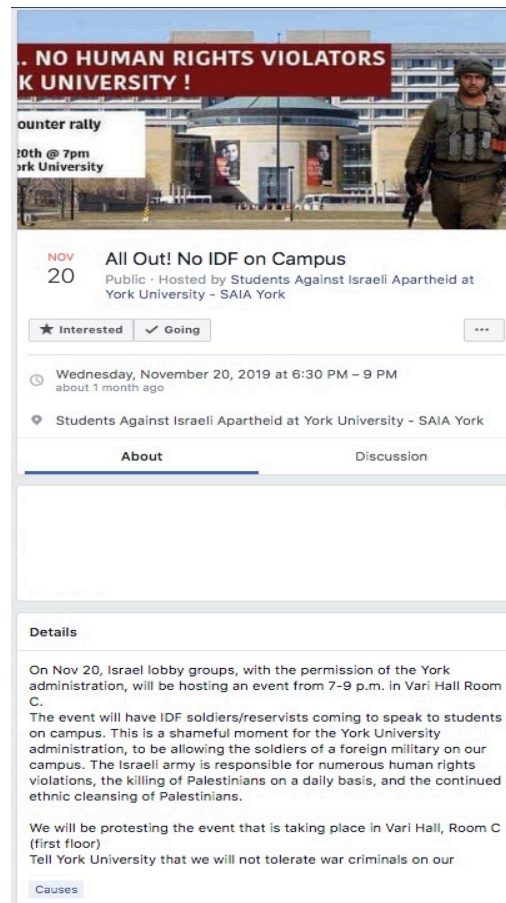 .. NO HUMAN RIGHTS VIOLATORS
K UNIVERSITY !
ounter rally
20th @ 7pm
ork University
NOV
20
All Out! No IDF on Campus
Public · Hosted by Students Against Israeli Apartheid at
York University - SAIA York
★ Interested
✓ Going
...
Wednesday, November 20, 2019 at 6:30 PM – 9 PM
about 1 month ago
Students Against Israeli Apartheid at York University - SAIA York
About
Discussion
Details
On Nov 20, Israel lobby groups, with the permission of the York
administration, will be hosting an event from 7-9 p.m. in Vari Hall Room
C.
The event will have IDF soldiers/reservists coming to speak to students
on campus. This is a shameful moment for the York University
administration, to be allowing the soldiers of a foreign military on our
campus. The Israeli army is responsible for numerous human rights
violations, the killing of Palestinians on a daily basis, and the continued
ethnic cleansing of Palestinians.
We will be protesting the event that is taking place in Vari Hall, Room C
(first floor)
Tell York University that we will not tolerate war criminals on our
Causes